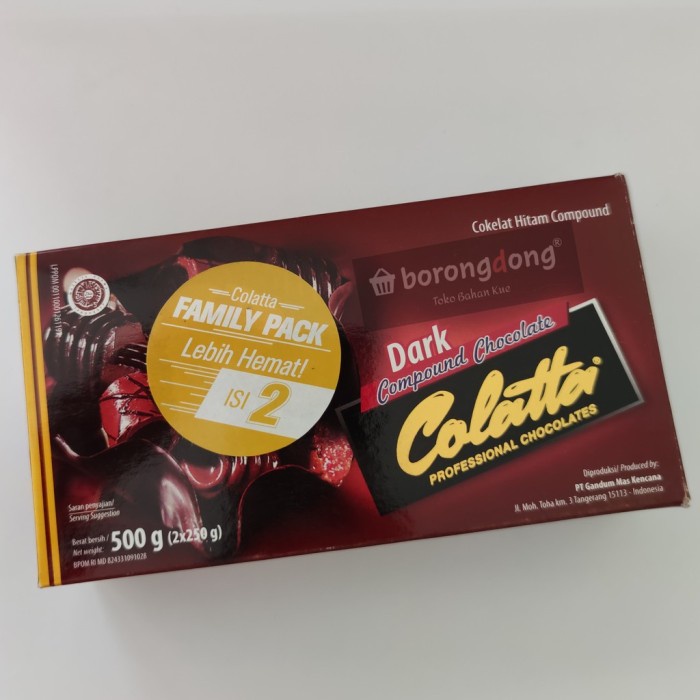 Cokelat Hitam Compound
borongdong®
Toko Bahan Kue
Colatta
FAMILY PACK
Lebih Hemat!
ISI 2
Dark
Compound Chocolate
Colatta
PROFESSIONAL CHOCOLATES
Saran penyajian/
Serving Suggestion
Berat bersih /
Net weight:
500 g (2x250 g)
BPOM RI MD 824331091028
Diproduksi/ Produced by:
PT Gandum Mas Kencana
Jl. Moh. Toha km. 3 Tangerang 15113 - Indonesia